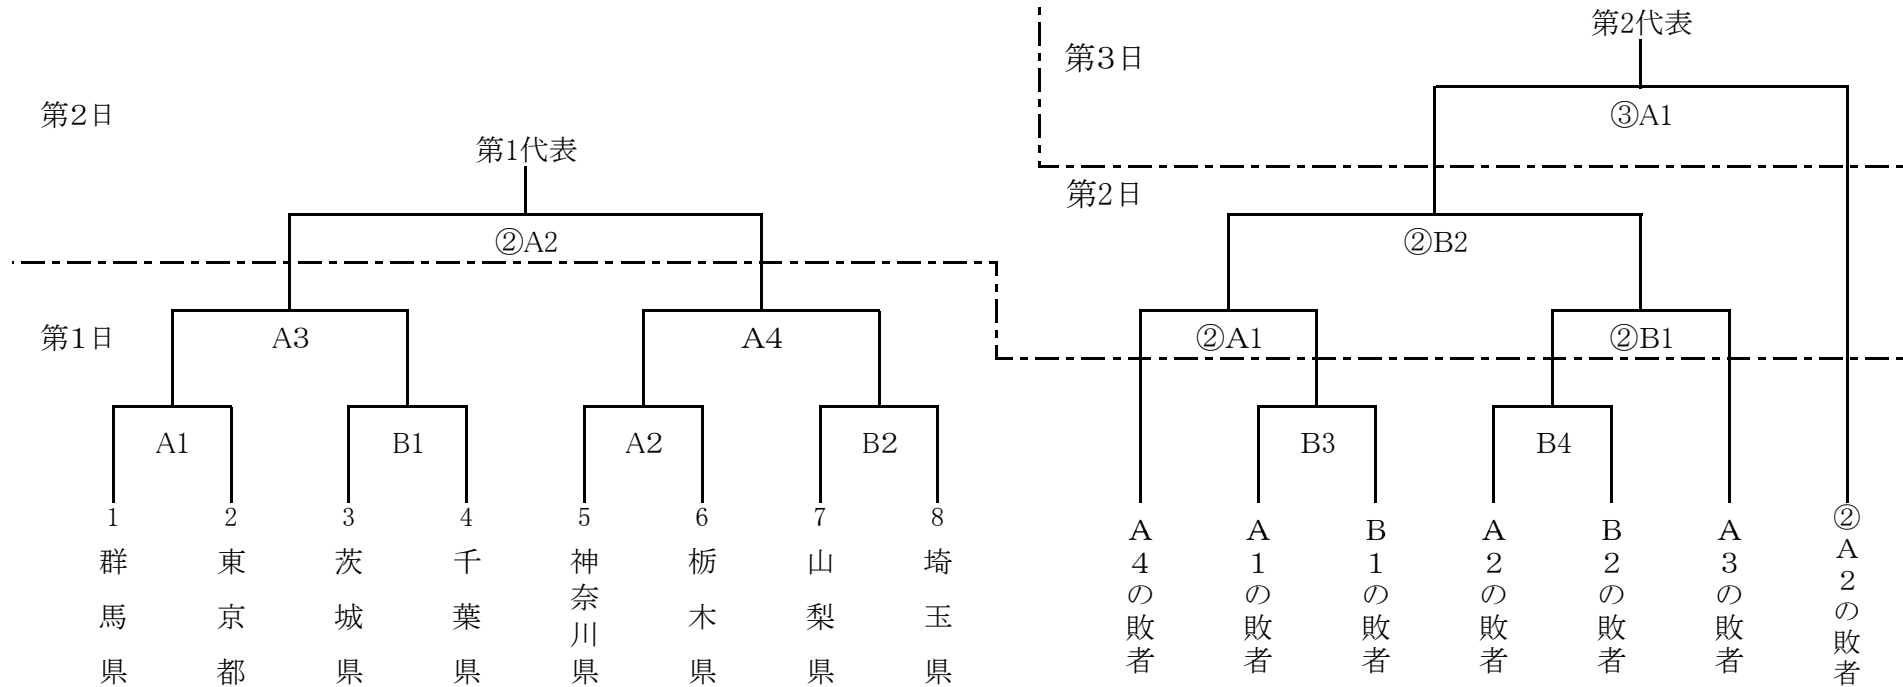 第2日
第1代表
②A2
第1日
A3
A4
A1
B1
A2
B2
1
2
3
4
5
6
7
8
群馬県
東京都
茨城県
千葉県
神奈川県
栃木県
山梨県
埼玉県
第2代表
第3日
③A1
第2日
②B2
②A1
②B1
B3
B4
A4の敗者
A1の敗者
B1の敗者
A2の敗者
B2の敗者
A3の敗者
②A2の敗者